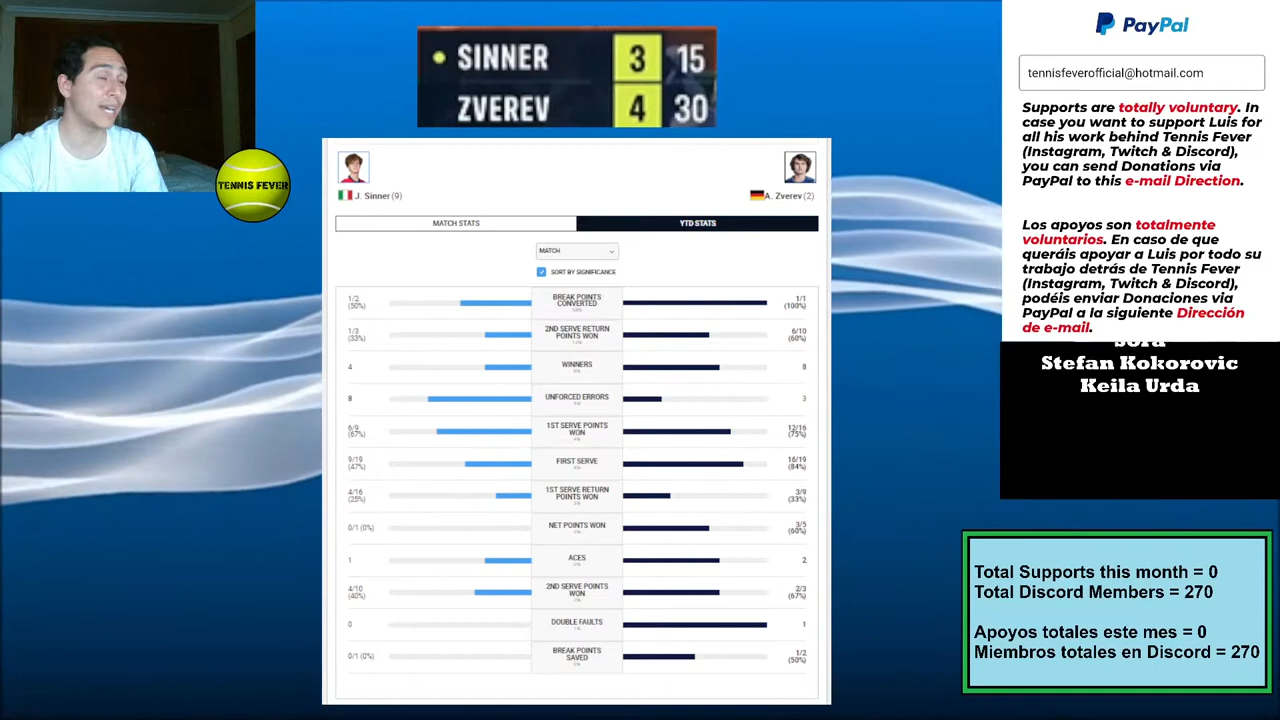 SINNER 3 15
ZVEREV 4 30
TENNIS FEVER
J. Sinner (9)
A. Zverev (2)
MATCH STATS
YTD STATS
MATCH
SORT BY SIGNIFICANCE
1/2
(50%)
BREAK POINTS
CONVERTED
1/1
(100%)
1/3
(33%)
2ND SERVE RETURN
POINTS WON
6/10
(60%)
4
WINNERS
8
8
UNFORCED ERRORS
3
6/9
(67%)
1ST SERVE POINTS
WON
12/16
(75%)
9/19
(47%)
FIRST SERVE
16/19
(84%)
4/16
(25%)
1ST SERVE RETURN
POINTS WON
3/9
(33%)
0/1 (0%)
NET POINTS WON
3/5
(60%)
1
ACES
2
4/10
(40%)
2ND SERVE POINTS
WON
2/3
(67%)
0
DOUBLE FAULTS
1
0/1 (0%)
BREAK POINTS
SAVED
1/2
(50%)
PayPal
tennisfeverofficial@hotmail.com
Supports are totally voluntary. In
case you want to support Luis for
all his work behind Tennis Fever
(Instagram, Twitch & Discord),
you can send Donations via
PayPal to this e-mail Direction.
Los apoyos son totalmente
voluntarios. En caso de que
queráis apoyar a Luis por todo su
trabajo detrás de Tennis Fever
(Instagram, Twitch & Discord),
podéis enviar Donaciones vía
PayPal a la siguiente Dirección
de e-mail.
Stefan Kokorovic
Keila Urda
Total Supports this month = 0
Total Discord Members = 270
Apoyos totales este mes = 0
Miembros totales en Discord = 270